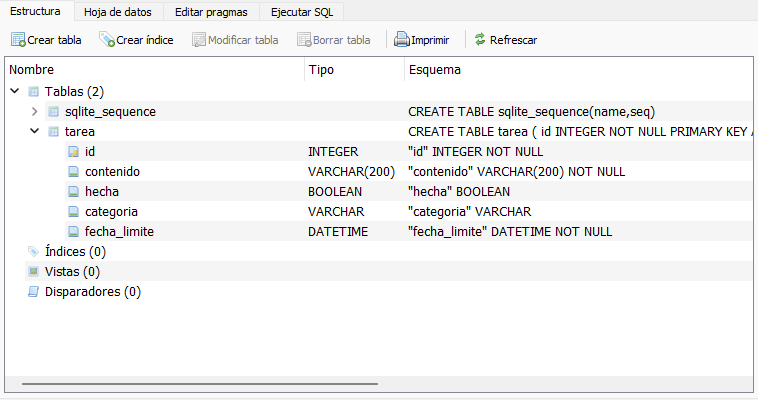 Estructura Hoja de datos Editar pragmas Ejecutar SQL
Crear tabla Crear índice Modificar tabla Borrar tabla Imprimir Refrescar
Nombre Tipo Esquema
Tablas (2)
sqlite_sequence CREATE TABLE sqlite_sequence(name,seq)
tarea CREATE TABLE tarea ( id INTEGER NOT NULL PRIMARY KEY A
id INTEGER "id" INTEGER NOT NULL
contenido VARCHAR(200) "contenido" VARCHAR(200) NOT NULL
hecha BOOLEAN "hecha" BOOLEAN
categoria VARCHAR "categoria" VARCHAR
fecha_limite DATETIME "fecha_limite" DATETIME NOT NULL
Índices (0)
Vistas (0)
Disparadores (0)